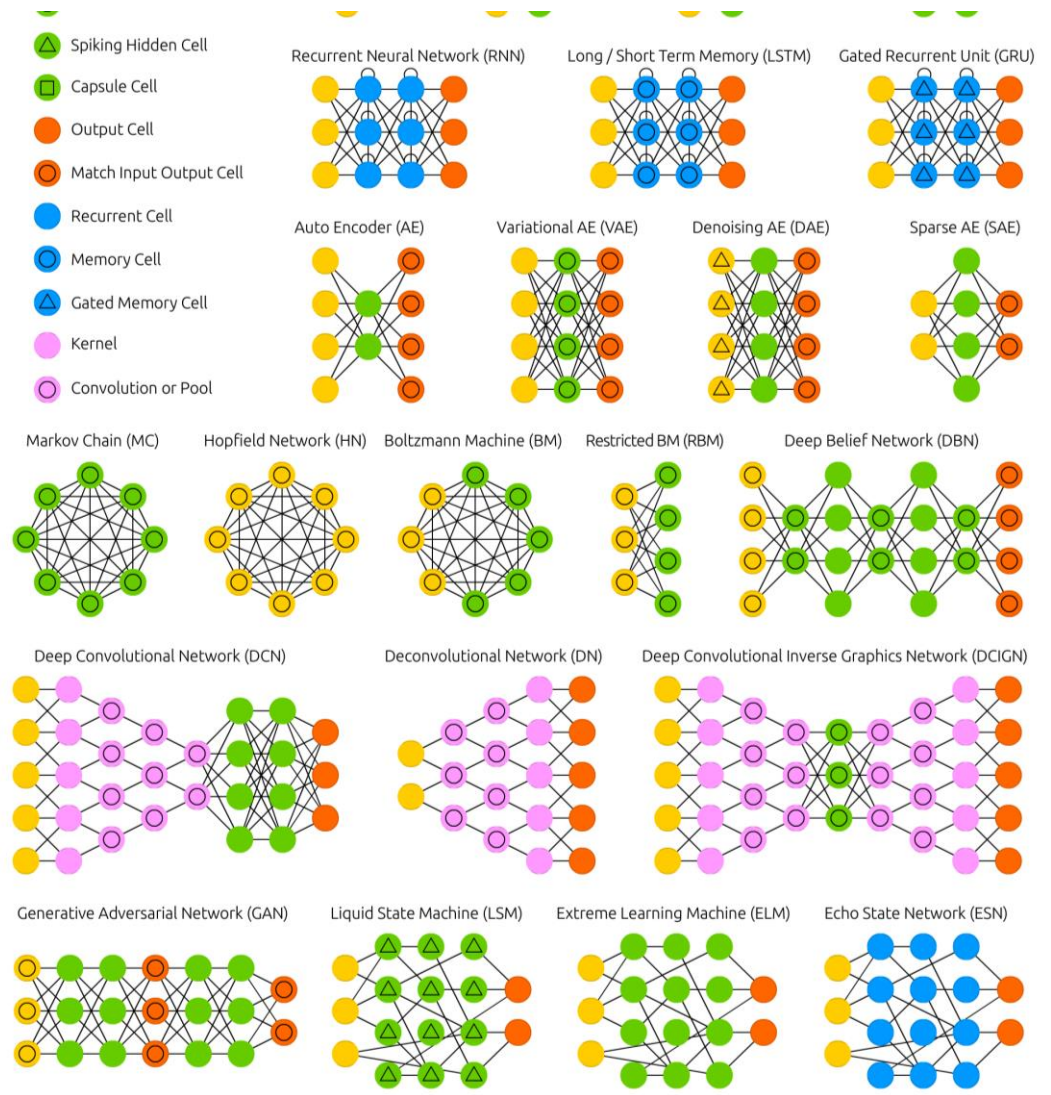 Spiking Hidden Cell
Capsule Cell
Output Cell
Match Input Output Cell
Recurrent Cell
Memory Cell
Gated Memory Cell
Kernel
Convolution or Pool
Recurrent Neural Network (RNN)
Long / Short Term Memory (LSTM)
Gated Recurrent Unit (GRU)
Auto Encoder (AE)
Variational AE (VAE)
Denoising AE (DAE)
Sparse AE (SAE)
Markov Chain (MC)
Hopfield Network (HN)
Boltzmann Machine (BM)
Restricted BM (RBM)
Deep Belief Network (DBN)
Deep Convolutional Network (DCN)
Deconvolutional Network (DN)
Deep Convolutional Inverse Graphics Network (DCIGN)
Generative Adversarial Network (GAN)
Liquid State Machine (LSM)
Extreme Learning Machine (ELM)
Echo State Network (ESN)